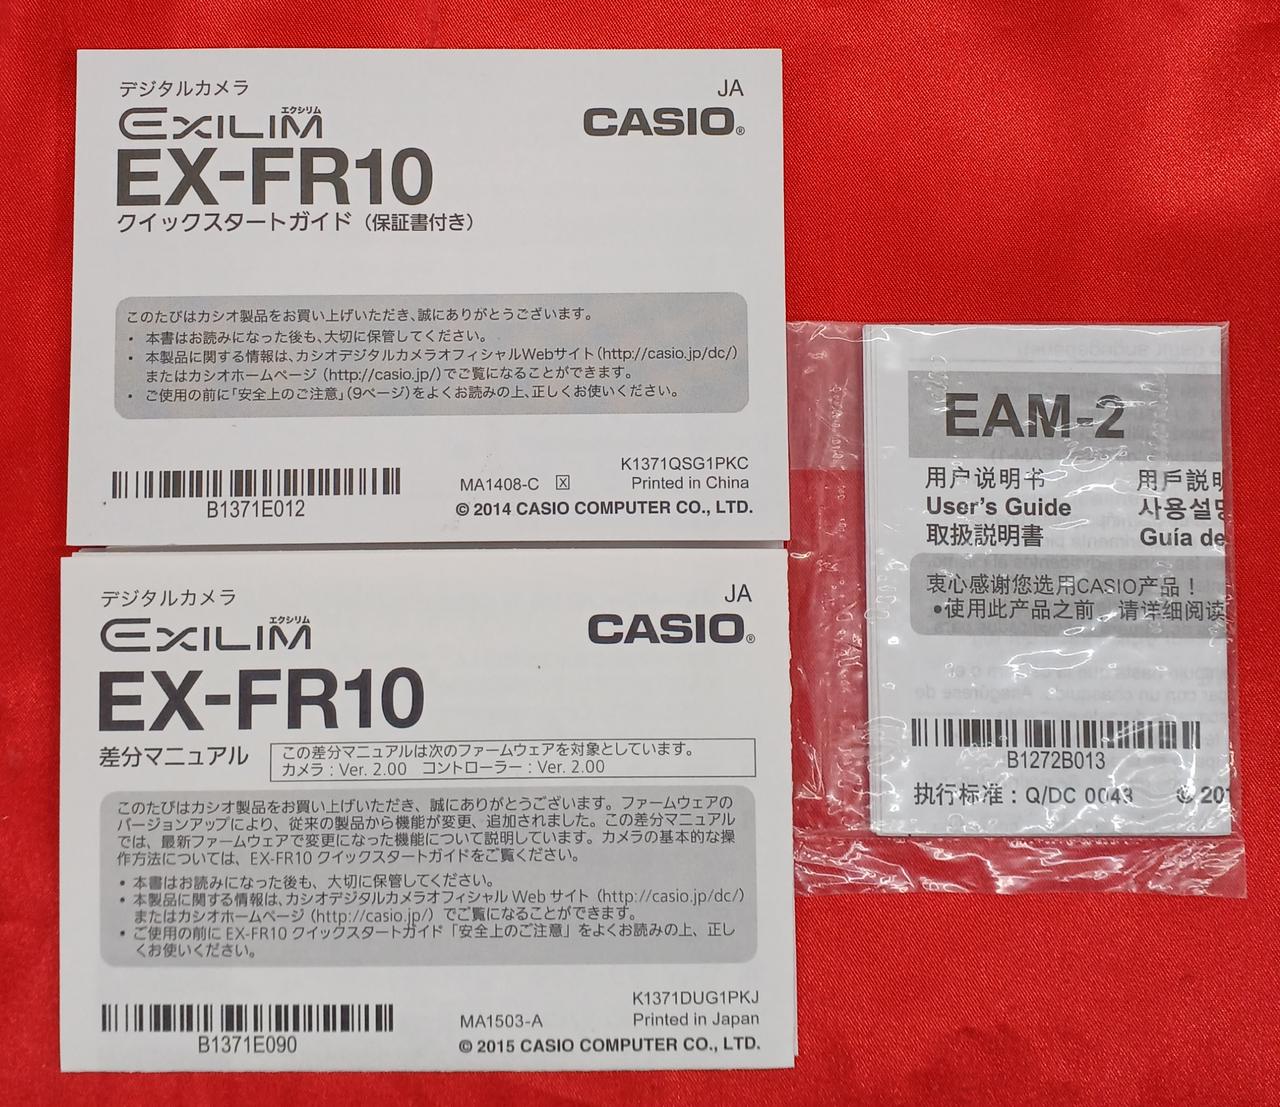 デジタルカメラ
JA
エクシリム
EXILIM
CASIO®
EX-FR10
クイックスタートガイド（保証書付き）
このたびはカシオ製品をお買い上げいただき、誠にありがとうございます。
• 本書はお読みになった後も、大切に保管してください。
• 本製品に関する情報は、カシオデジタルカメラオフィシャルWebサイト（http://casio.jp/dc/）
またはカシオホームページ（http://casio.jp/）でご覧になることができます。
• ご使用の前に「安全上のご注意」（9ページ）をよくお読みの上、正しくお使いください。
B1371E012
K1371QSG1PKC
MA1408-C ☒ Printed in China
© 2014 CASIO COMPUTER CO., LTD.
デジタルカメラ
JA
エクシリム
EXILIM
CASIO®
EX-FR10
差分マニュアル
この差分マニュアルは次のファームウェアを対象としています。
カメラ : Ver. 2.00 コントローラー : Ver. 2.00
このたびはカシオ製品をお買い上げいただき、誠にありがとうございます。ファームウェアの
バージョンアップにより、従来の製品から機能が変更、追加されました。この差分マニュアル
では、最新ファームウェアで変更になった機能について説明しています。カメラの基本的な操
作方法については、EX-FR10 クイックスタートガイドをご覧ください。
• 本書はお読みになった後も、大切に保管してください。
• 本製品に関する情報は、カシオデジタルカメラオフィシャル Web サイト（http://casio.jp/dc/）
またはカシオホームページ（http://casio.jp/）でご覧になることができます。
• ご使用の前に EX-FR10 クイックスタートガイド「安全上のご注意」をよくお読みの上、正し
くお使いください。
B1371E090
K1371DUG1PKJ
MA1503-A Printed in Japan
© 2015 CASIO COMPUTER CO., LTD.
EAM-2
用户说明书 用戶說明
User's Guide 사용설명
取扱説明書 Guía de
衷心感谢您选用CASIO产品！
•使用此产品之前 请详细阅读
B1272B013
执行标准：Q/DC 0043 © 201